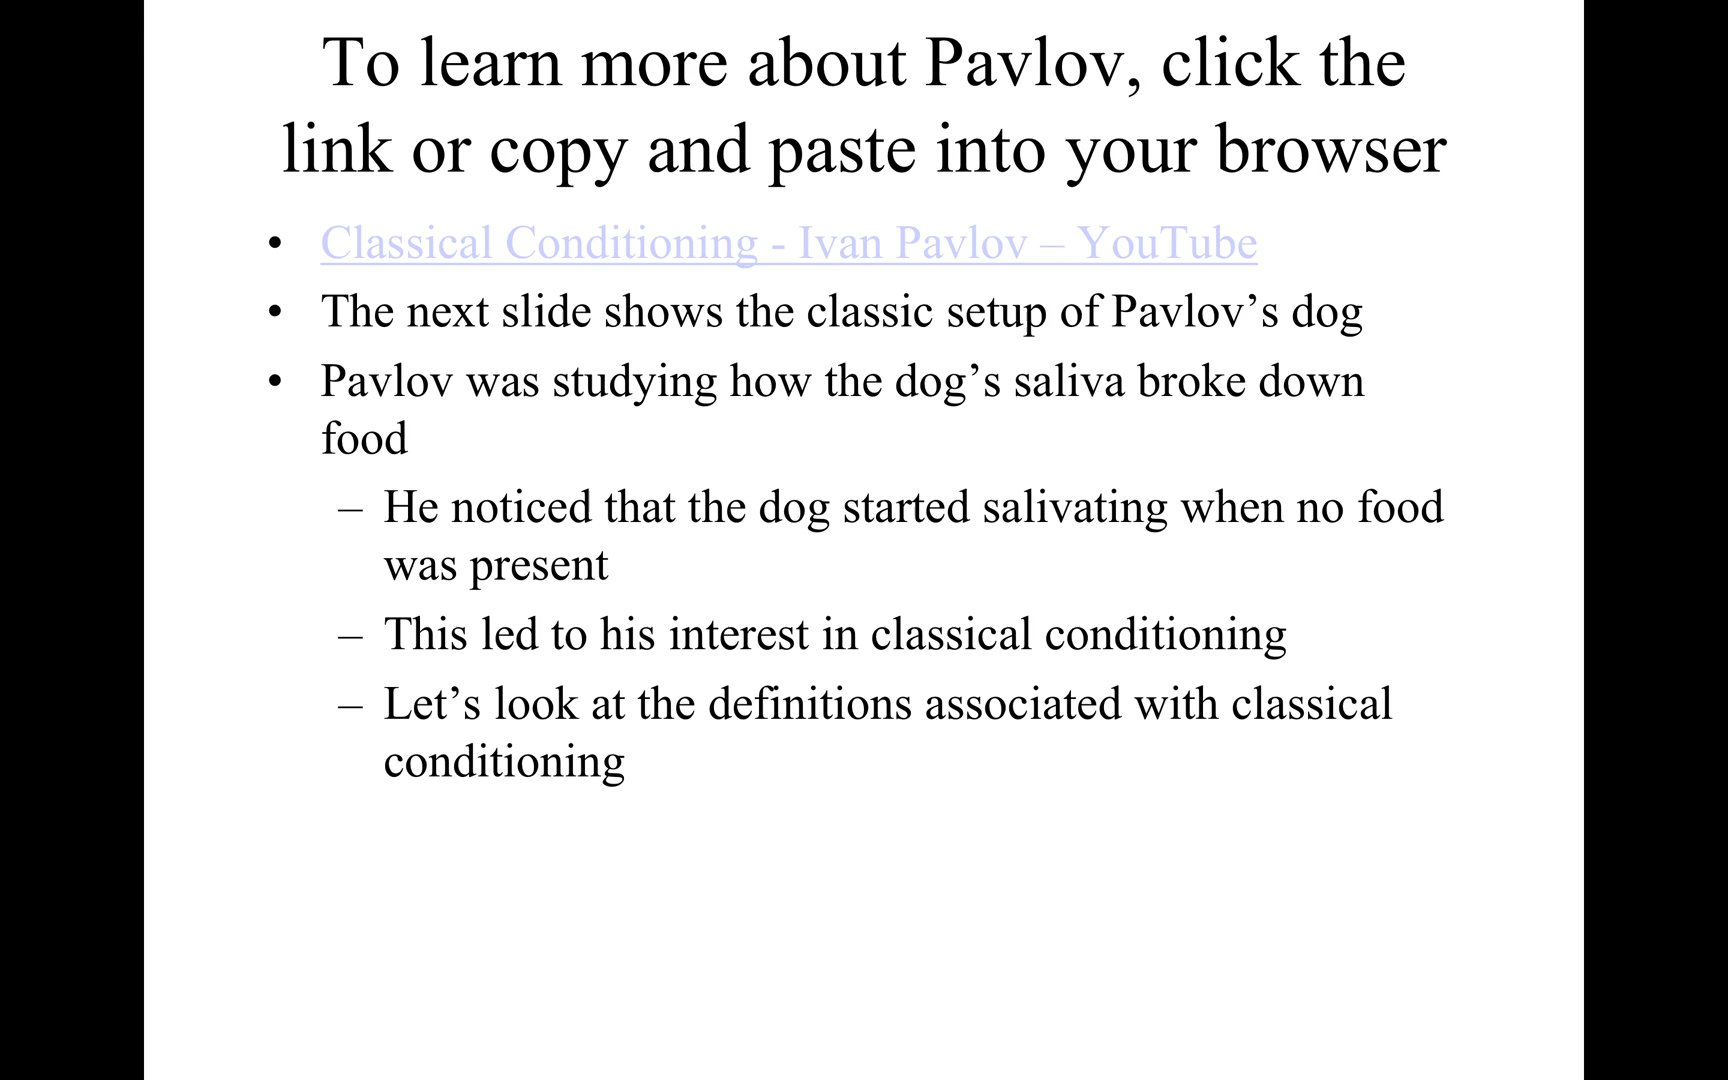 To learn more about Pavlov, click the
link or copy and paste into your browser
• Classical Conditioning - Ivan Pavlov – YouTube
• The next slide shows the classic setup of Pavlov’s dog
• Pavlov was studying how the dog’s saliva broke down
food
– He noticed that the dog started salivating when no food
was present
– This led to his interest in classical conditioning
– Let’s look at the definitions associated with classical
conditioning